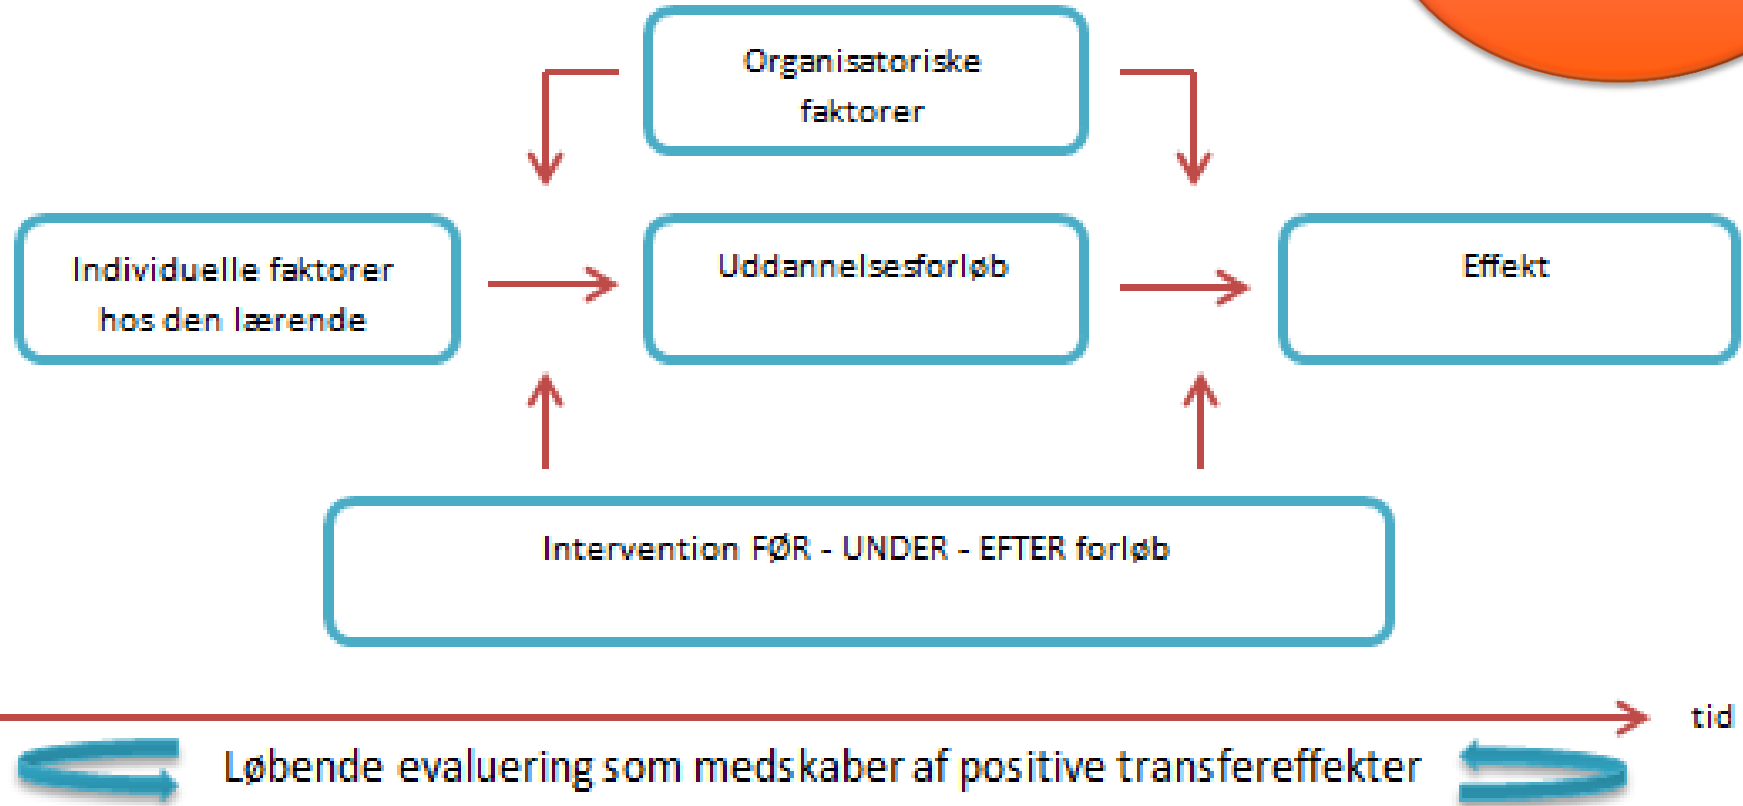 Organisatoriske
faktorer
Individuelle faktorer
hos den lærende
Uddannelsesforløb
Effekt
Intervention FØR - UNDER - EFTER forløb
tid
Løbende evaluering som medskaber af positive transfereffekter